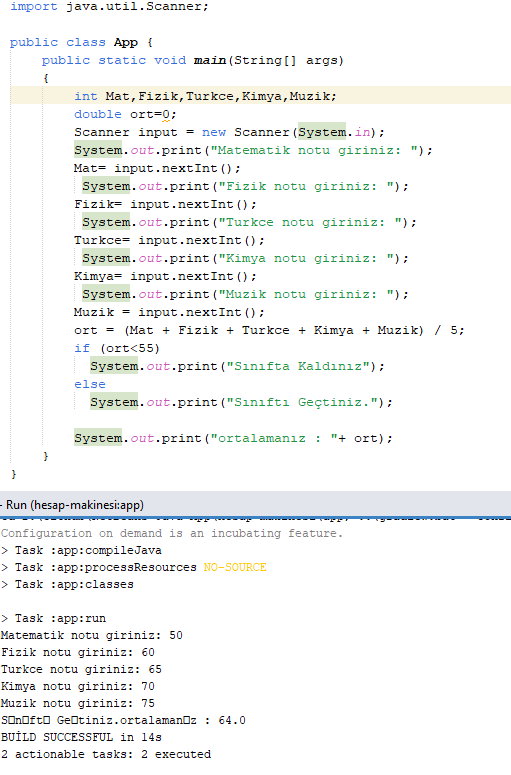 import java.util.Scanner;
public class App {
public static void main(String[] args)
{
int Mat,Fizik,Turkce,Kimya,Muzik;
double ort=0;
Scanner input = new Scanner(System.in);
System.out.print("Matematik notu giriniz: ");
Mat= input.nextInt();
System.out.print("Fizik notu giriniz: ");
Fizik= input.nextInt();
System.out.print("Turkce notu giriniz: ");
Turkce= input.nextInt();
System.out.print("Kimya notu giriniz: ");
Kimya= input.nextInt();
System.out.print("Muzik notu giriniz: ");
Muzik = input.nextInt();
ort = (Mat + Fizik + Turkce + Kimya + Muzik) / 5;
if (ort<55)
System.out.print("Sınıfta Kaldınız");
else
System.out.print("Sınıftı Geçtiniz.");
System.out.print("ortalamanız : "+ ort);
}
}
- Run (hesap-makinesi:app)
Configuration on demand is an incubating feature.
> Task :app:compileJava
> Task :app:processResources NO-SOURCE
> Task :app:classes
> Task :app:run
Matematik notu giriniz: 50
Fizik notu giriniz: 60
Turkce notu giriniz: 65
Kimya notu giriniz: 70
Muzik notu giriniz: 75
S□n□ft□ Ge□tiniz.ortalaman□z : 64.0
BUİLD SUCCESSFUL in 14s
2 actionable tasks: 2 executed